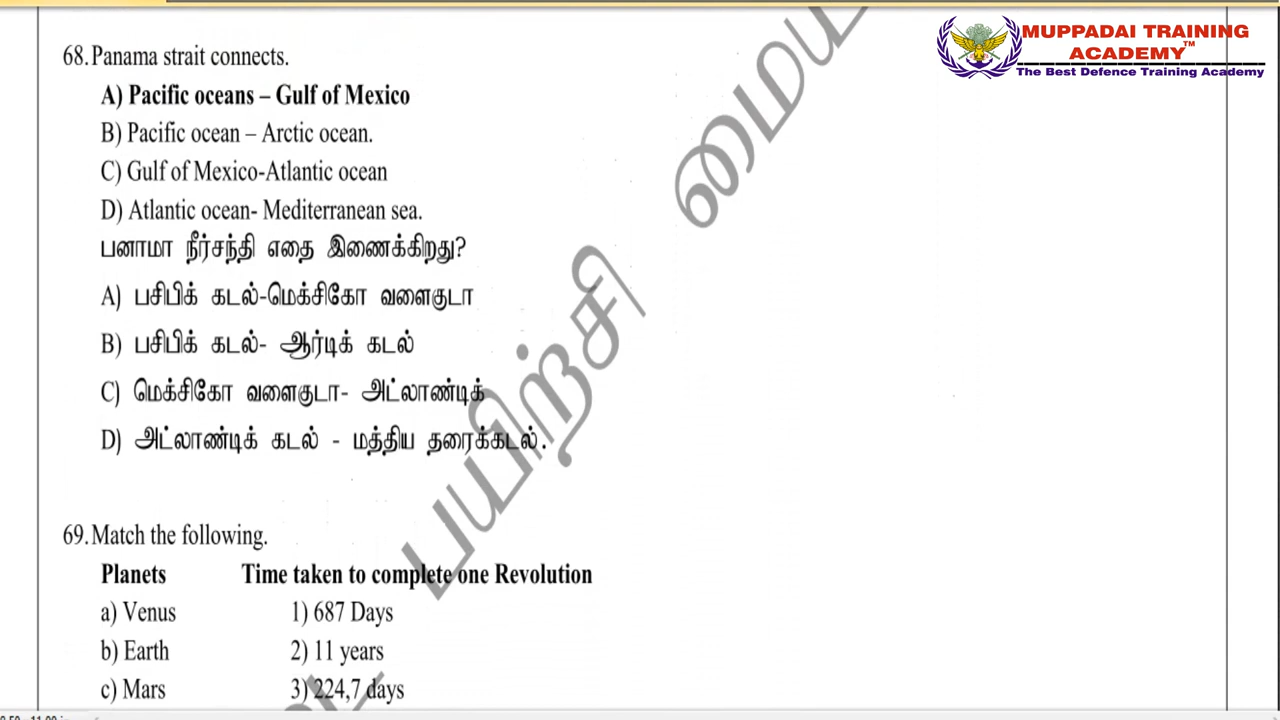 MUPPADAI TRAINING
ACADEMY™
The Best Defence Training Academy
68. Panama strait connects.
A) Pacific oceans – Gulf of Mexico
B) Pacific ocean – Arctic ocean.
C) Gulf of Mexico-Atlantic ocean
D) Atlantic ocean- Mediterranean sea.
பனாமா நீர்சந்தி எதை இணைக்கிறது?
A) பசிபிக் கடல்-மெக்சிகோ வளைகுடா
B) பசிபிக் கடல்- ஆர்டிக் கடல்
C) மெக்சிகோ வளைகுடா- அட்லாண்டிக்
D) அட்லாண்டிக் கடல் - மத்திய தரைக்கடல்.
பயிற்சி மைய
69. Match the following.
Planets Time taken to complete one Revolution
a) Venus 1) 687 Days
b) Earth 2) 11 years
c) Mars 3) 224,7 days